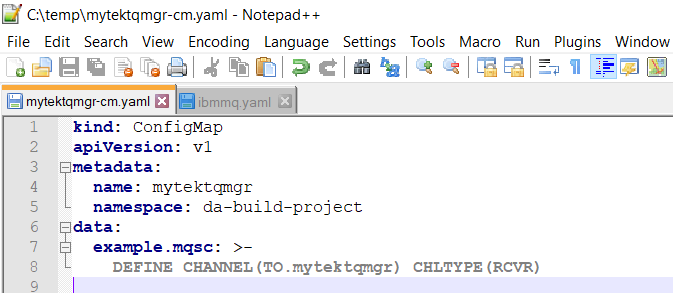 C:\temp\mytektqmgr-cm.yaml - Notepad++
File Edit Search View Encoding Language Settings Tools Macro Run Plugins Window
mytektqmgr-cm.yaml ibmmq.yaml
1 kind: ConfigMap
2 apiVersion: v1
3 metadata:
4 name: mytektqmgr
5 namespace: da-build-project
6 data:
7 example.mqsc: >-
8 DEFINE CHANNEL(TO.mytektqmgr) CHLTYPE(RCVR)
9